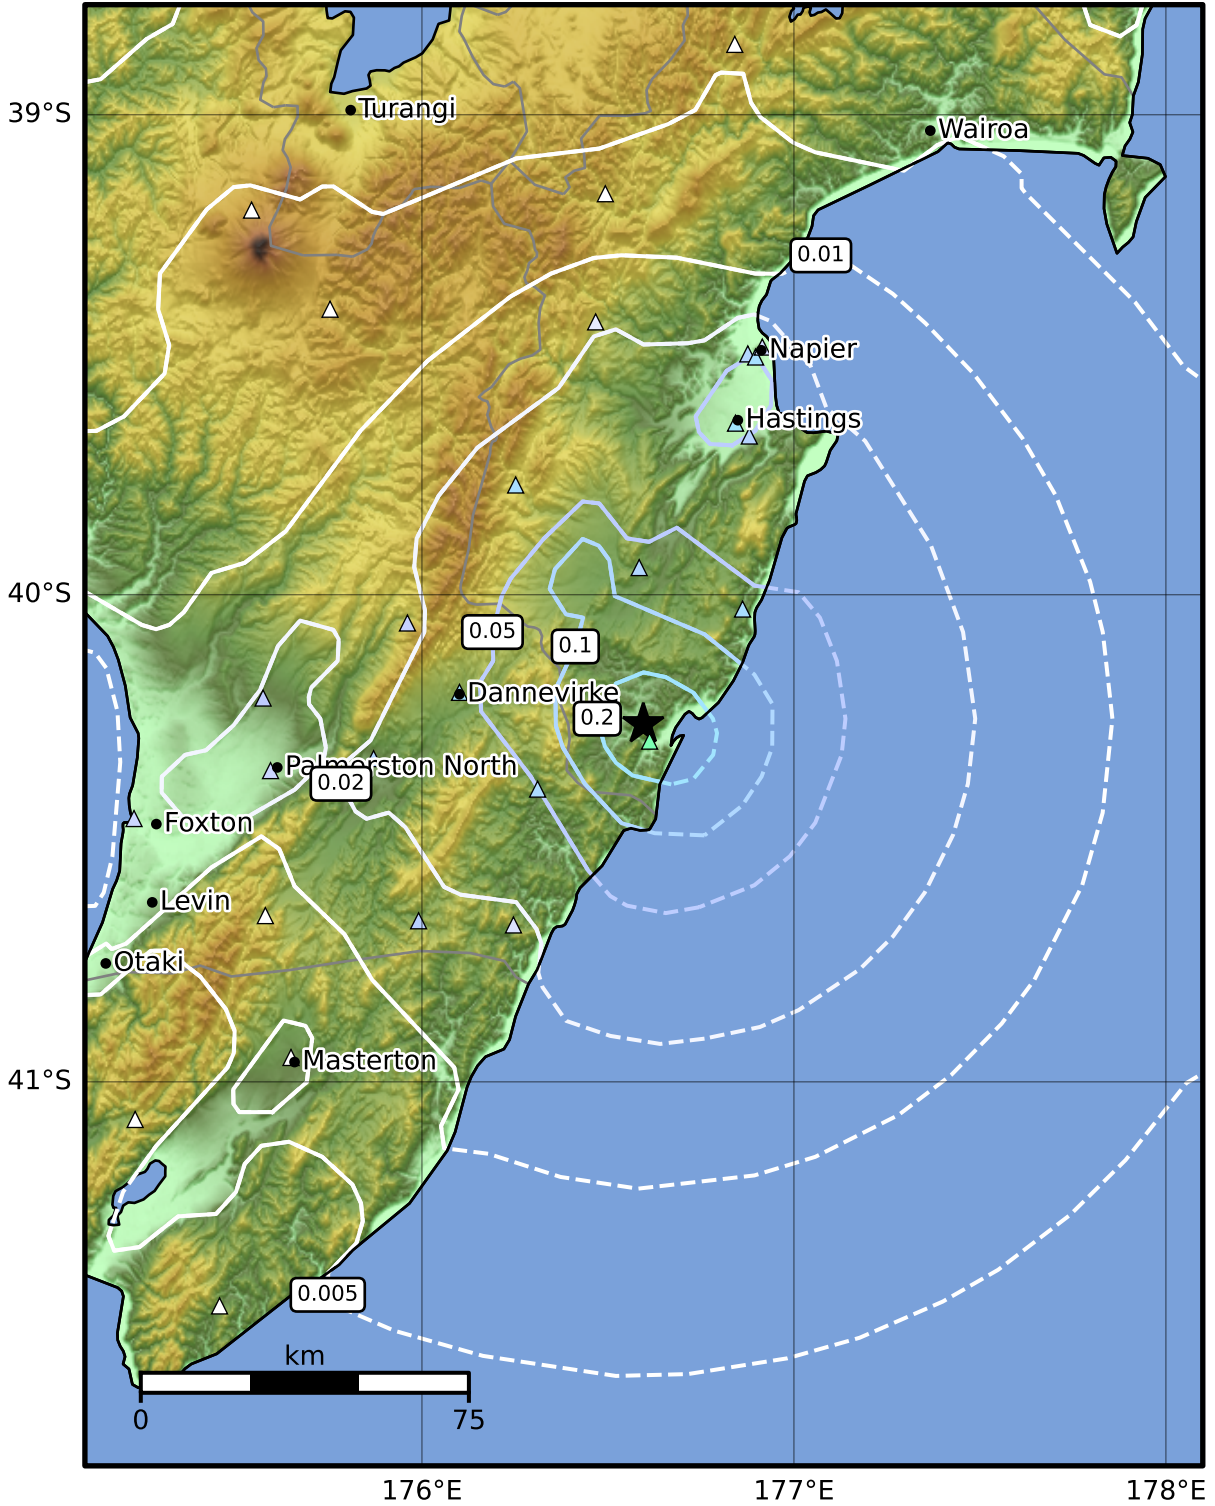 39°S
Turangi
Wairoa
0.01
Napier
Hastings
40°S
0.05
0.1
Dannevirke
0.2
Palmerston North
0.02
Foxton
Levin
Otaki
Masterton
41°S
0.005
km
0
75
176°E
177°E
178°E